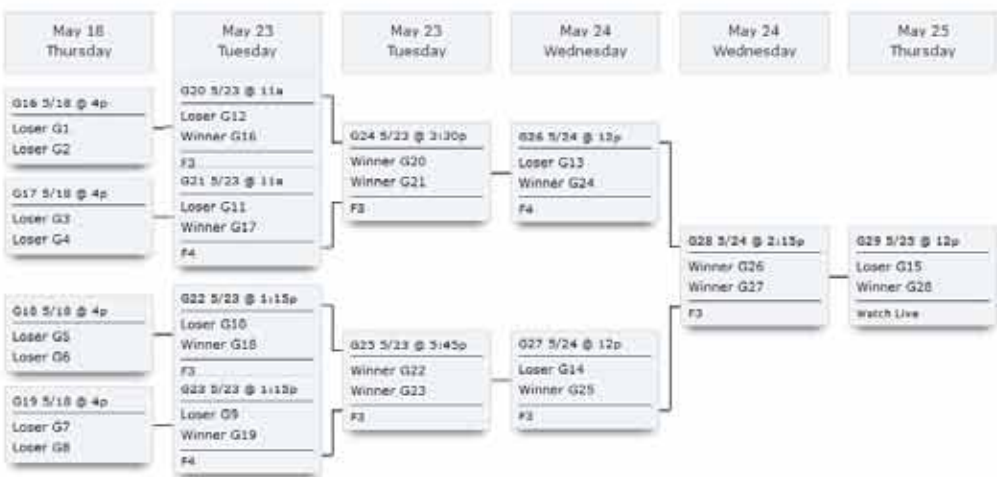 May 18
Thursday
May 23
Tuesday
May 23
Tuesday
May 24
Wednesday
May 24
Wednesday
May 25
Thursday
G16 5/18 @ 4p
Loser G1
Loser G2
G17 5/18 @ 4p
Loser G3
Loser G4
G18 5/18 @ 4p
Loser G5
Loser G6
G19 5/18 @ 4p
Loser G7
Loser G8
G20 5/23 @ 11a
Loser G12
Winner G16
F3
G21 5/23 @ 11a
Loser G11
Winner G17
F4
G22 5/23 @ 1:15p
Loser G10
Winner G18
F3
G23 5/23 @ 1:15p
Loser G9
Winner G19
F4
G24 5/23 @ 3:30p
Winner G20
Winner G21
F3
G25 5/23 @ 5:45p
Winner G22
Winner G23
F3
G26 5/24 @ 12p
Loser G13
Winner G24
F4
G27 5/24 @ 12p
Loser G14
Winner G25
F3
G28 5/24 @ 2:15p
Winner G26
Winner G27
F3
G29 5/25 @ 12p
Loser G15
Winner G28
Watch Live